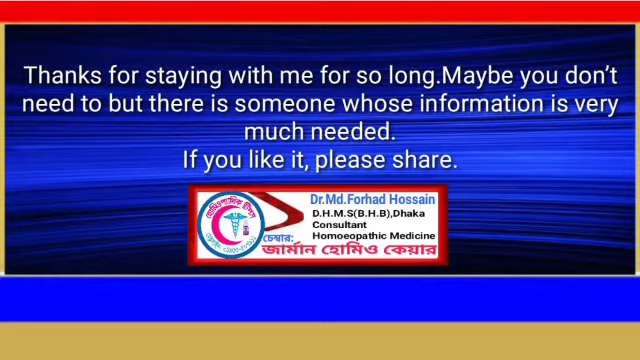 Thanks for staying with me for so long.Maybe you don't
need to but there is someone whose information is very
much needed.
If you like it, please share.
Dr.Md.Forhad Hossain
D.H.M.S(B.H.B),Dhaka
Consultant
Homoeopathic Medicine
চেম্বার:
জার্মান হোমিও কেয়ার